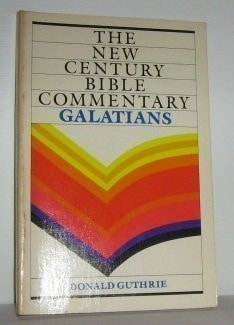 THE
NEW
CENTURY
BIBLE
COMMENTARY
GALATIANS
DONALD GUTHRIE